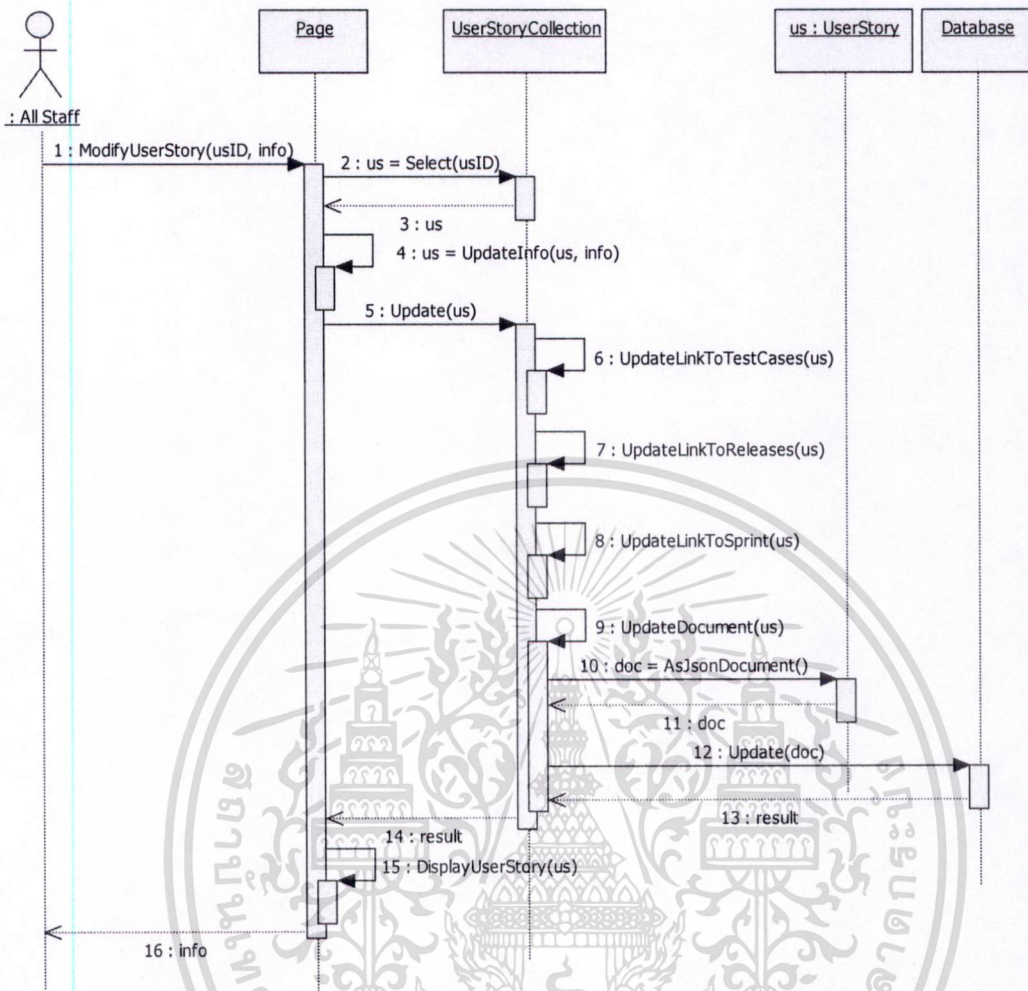 Page
UserStoryCollection
us : UserStory
Database
: All Staff
1 : ModifyUserStory(usID, info)
2 : us = Select(usID)
3 : us
4 : us = UpdateInfo(us, info)
5 : Update(us)
6 : UpdateLinkToTestCases(us)
7 : UpdateLinkToReleases(us)
8 : UpdateLinkToSprint(us)
9 : UpdateDocument(us)
10 : doc = AsJsonDocument()
11 : doc
12 : Update(doc)
13 : result
14 : result
15 : DisplayUserStory(us)
16 : info